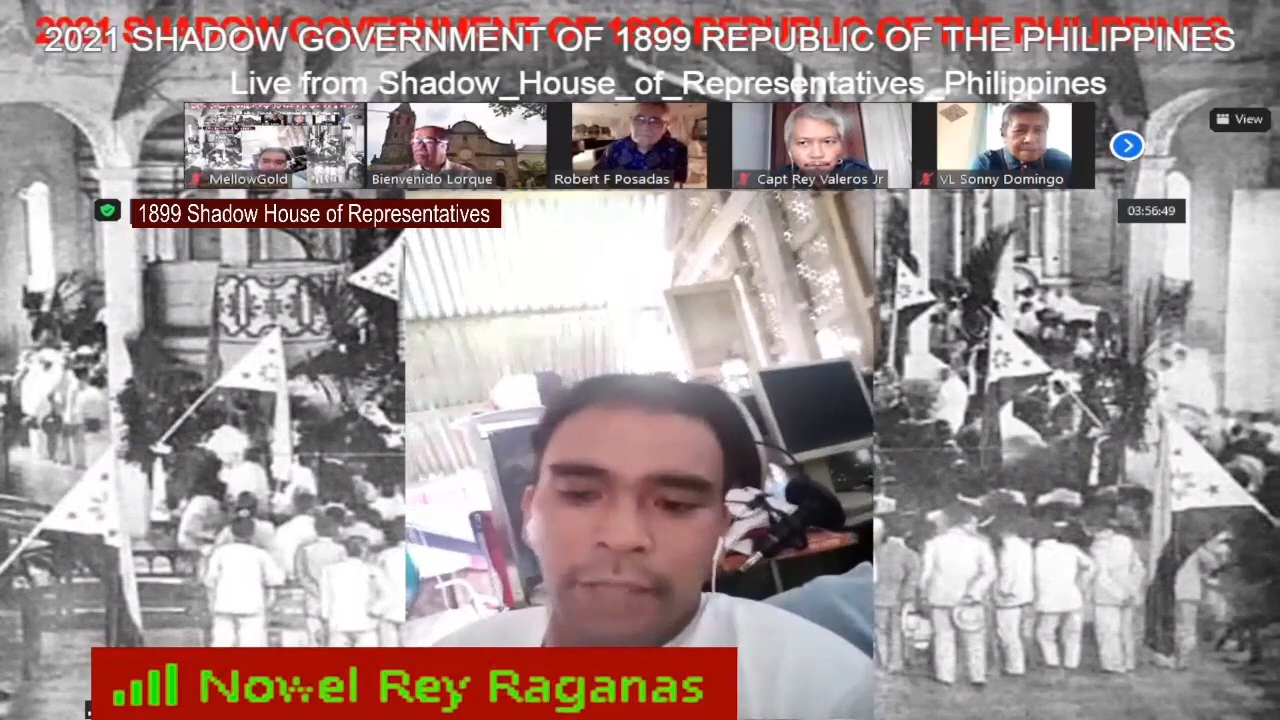 2021 SHADOW GOVERNMENT OF 1899 REPUBLIC OF THE PHILIPPINES
Live from Shadow_House_of_Representatives_Philippines
View
MellowGold
Bienvenido Lorque
Robert F Posadas
Capt Rey Valeros Jr
VL Sonny Domingo
1899 Shadow House of Representatives
03:56:49
Nowel Rey Raganas